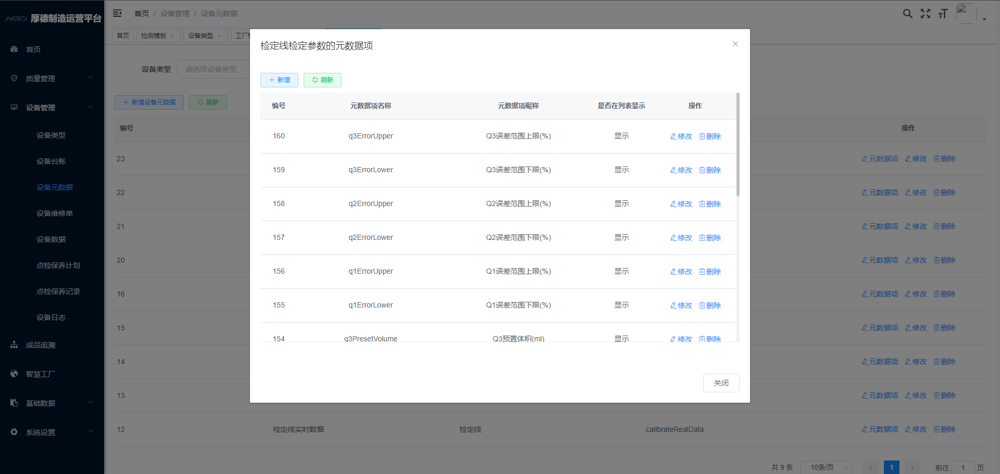 HOD 厚德制造运营平台
首页
质量管理
设备管理
设备类型
设备台账
设备元数据
设备维修单
设备数据
点检保养计划
点检保养记录
设备日志
成品追溯
智慧工厂
基础数据
系统设置
首页 / 设备管理 / 设备元数据
首页 检测模板 × 设备类型 × 工厂
设备类型 请选择设备类型
+ 新增设备元数据 刷新
编号 操作
23 元数据项 修改 删除
22 元数据项 修改 删除
21 元数据项 修改 删除
20 元数据项 修改 删除
16 元数据项 修改 删除
15 元数据项 修改 删除
14 元数据项 修改 删除
13 元数据项 修改 删除
12 检定线实时数据 检定线 calibrateRealData 元数据项 修改 删除
共 9 条 10条/页 1 前往 1 页
检定线检定参数的元数据项
+ 新增 刷新
编号 元数据项名称 元数据项昵称 是否在列表显示 操作
160 q3ErrorUpper Q3误差范围上限(%) 显示 修改 删除
159 q3ErrorLower Q3误差范围下限(%) 显示 修改 删除
158 q2ErrorUpper Q2误差范围上限(%) 显示 修改 删除
157 q2ErrorLower Q2误差范围下限(%) 显示 修改 删除
156 q1ErrorUpper Q1误差范围上限(%) 显示 修改 删除
155 q1ErrorLower Q1误差范围下限(%) 显示 修改 删除
154 q3PresetVolume Q3预置体积(ml) 显示 修改 删除
关闭